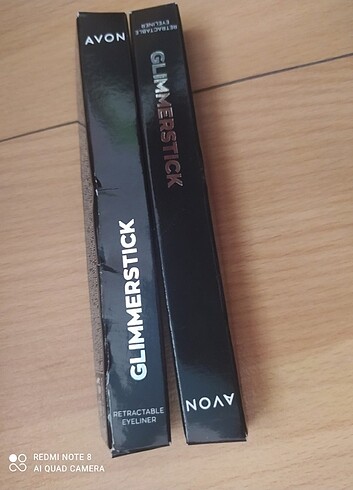 AVON
GLIMMERSTICK
RETRACTABLE
EYELINER
RETRACTABLE
EYELINER
GLIMMERSTICK
AVON
REDMI NOTE 8
AI QUAD CAMERA